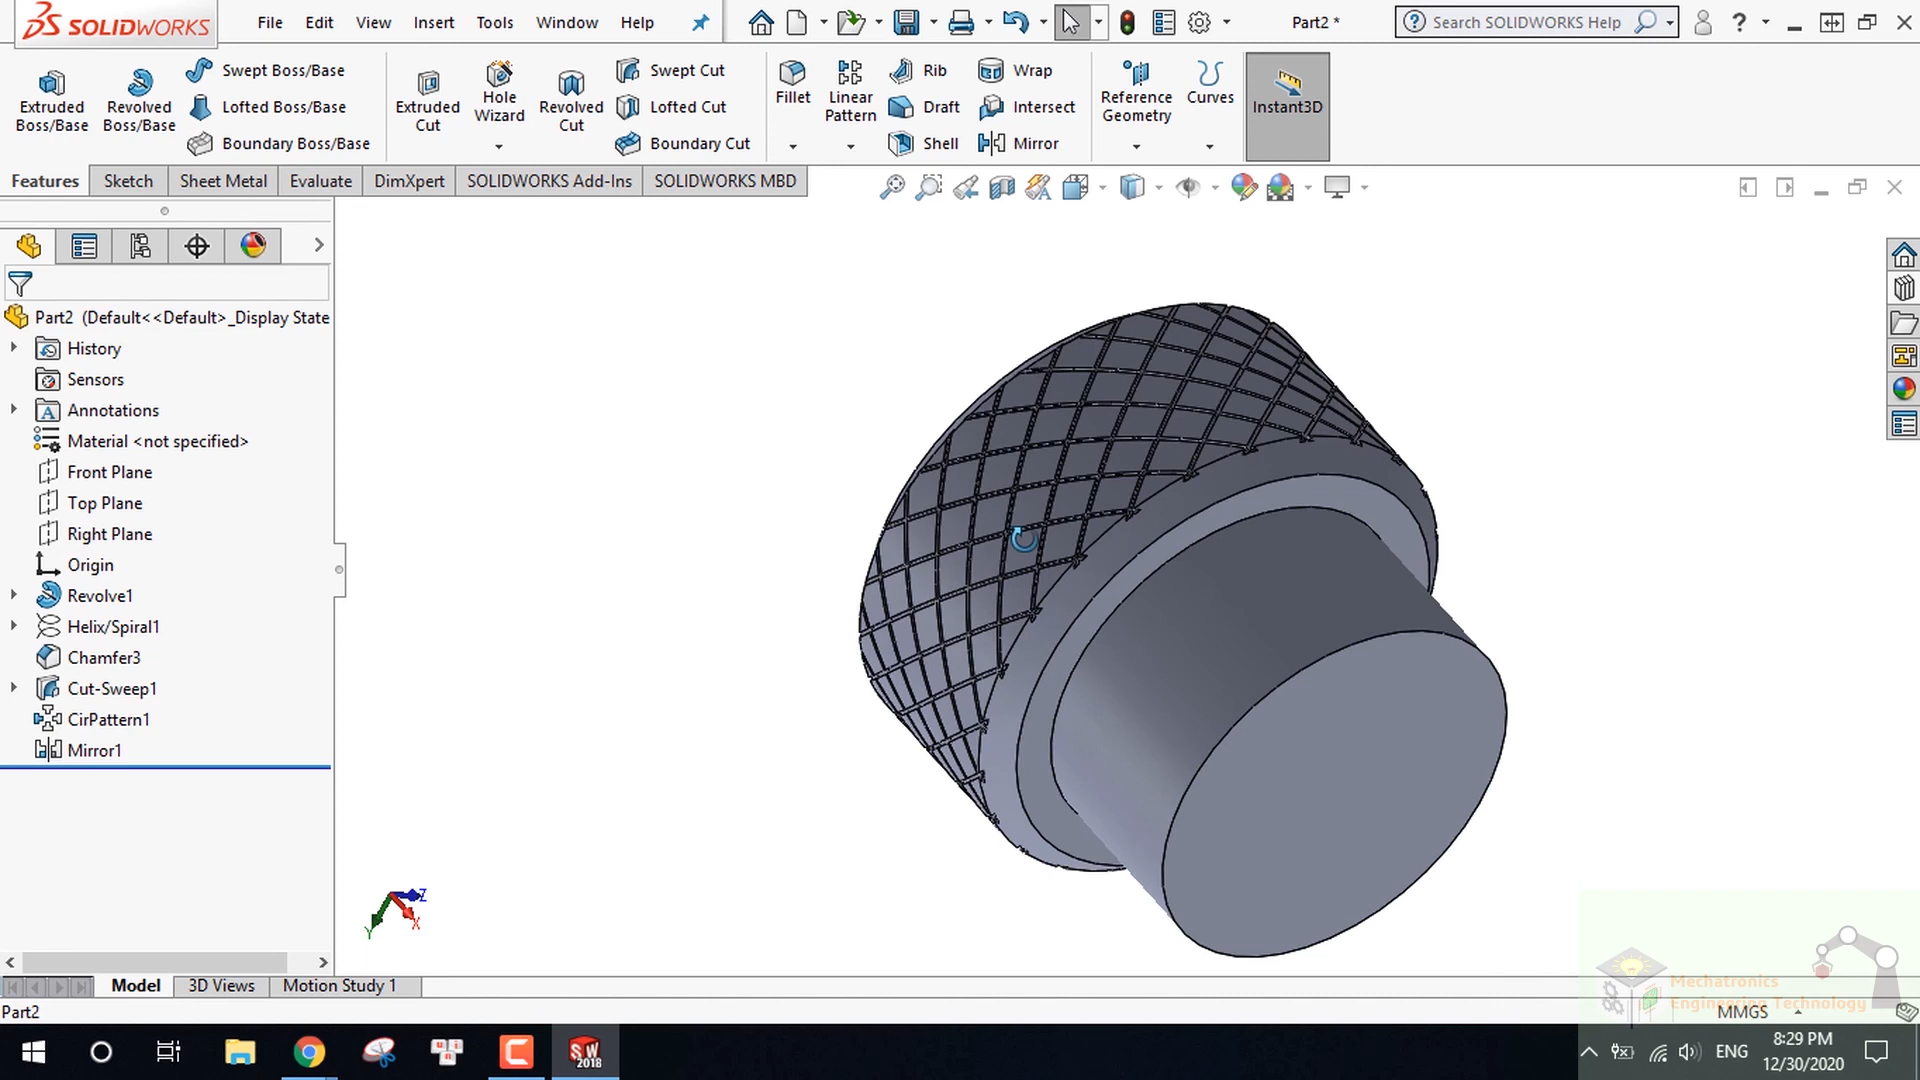 SOLIDWORKS File Edit View Insert Tools Window Help Part2 * Search SOLIDWORKS Help ?
Extruded Boss/Base
Revolved Boss/Base
Swept Boss/Base
Lofted Boss/Base
Boundary Boss/Base
Extruded Cut
Hole Wizard
Revolved Cut
Swept Cut
Lofted Cut
Boundary Cut
Fillet
Linear Pattern
Rib
Draft
Shell
Wrap
Intersect
Mirror
Reference Geometry
Curves
Instant3D
Features Sketch Sheet Metal Evaluate DimXpert SOLIDWORKS Add-Ins SOLIDWORKS MBD
Part2 (Default<<Default>_Display State
History
Sensors
Annotations
Material <not specified>
Front Plane
Top Plane
Right Plane
Origin
Revolve1
Helix/Spiral1
Chamfer3
Cut-Sweep1
CirPattern1
Mirror1
Z
X
Y
Model 3D Views Motion Study 1
Mechatronics
Engineering Technology
Part2 MMGS
SW 2018
ENG
8:29 PM
12/30/2020